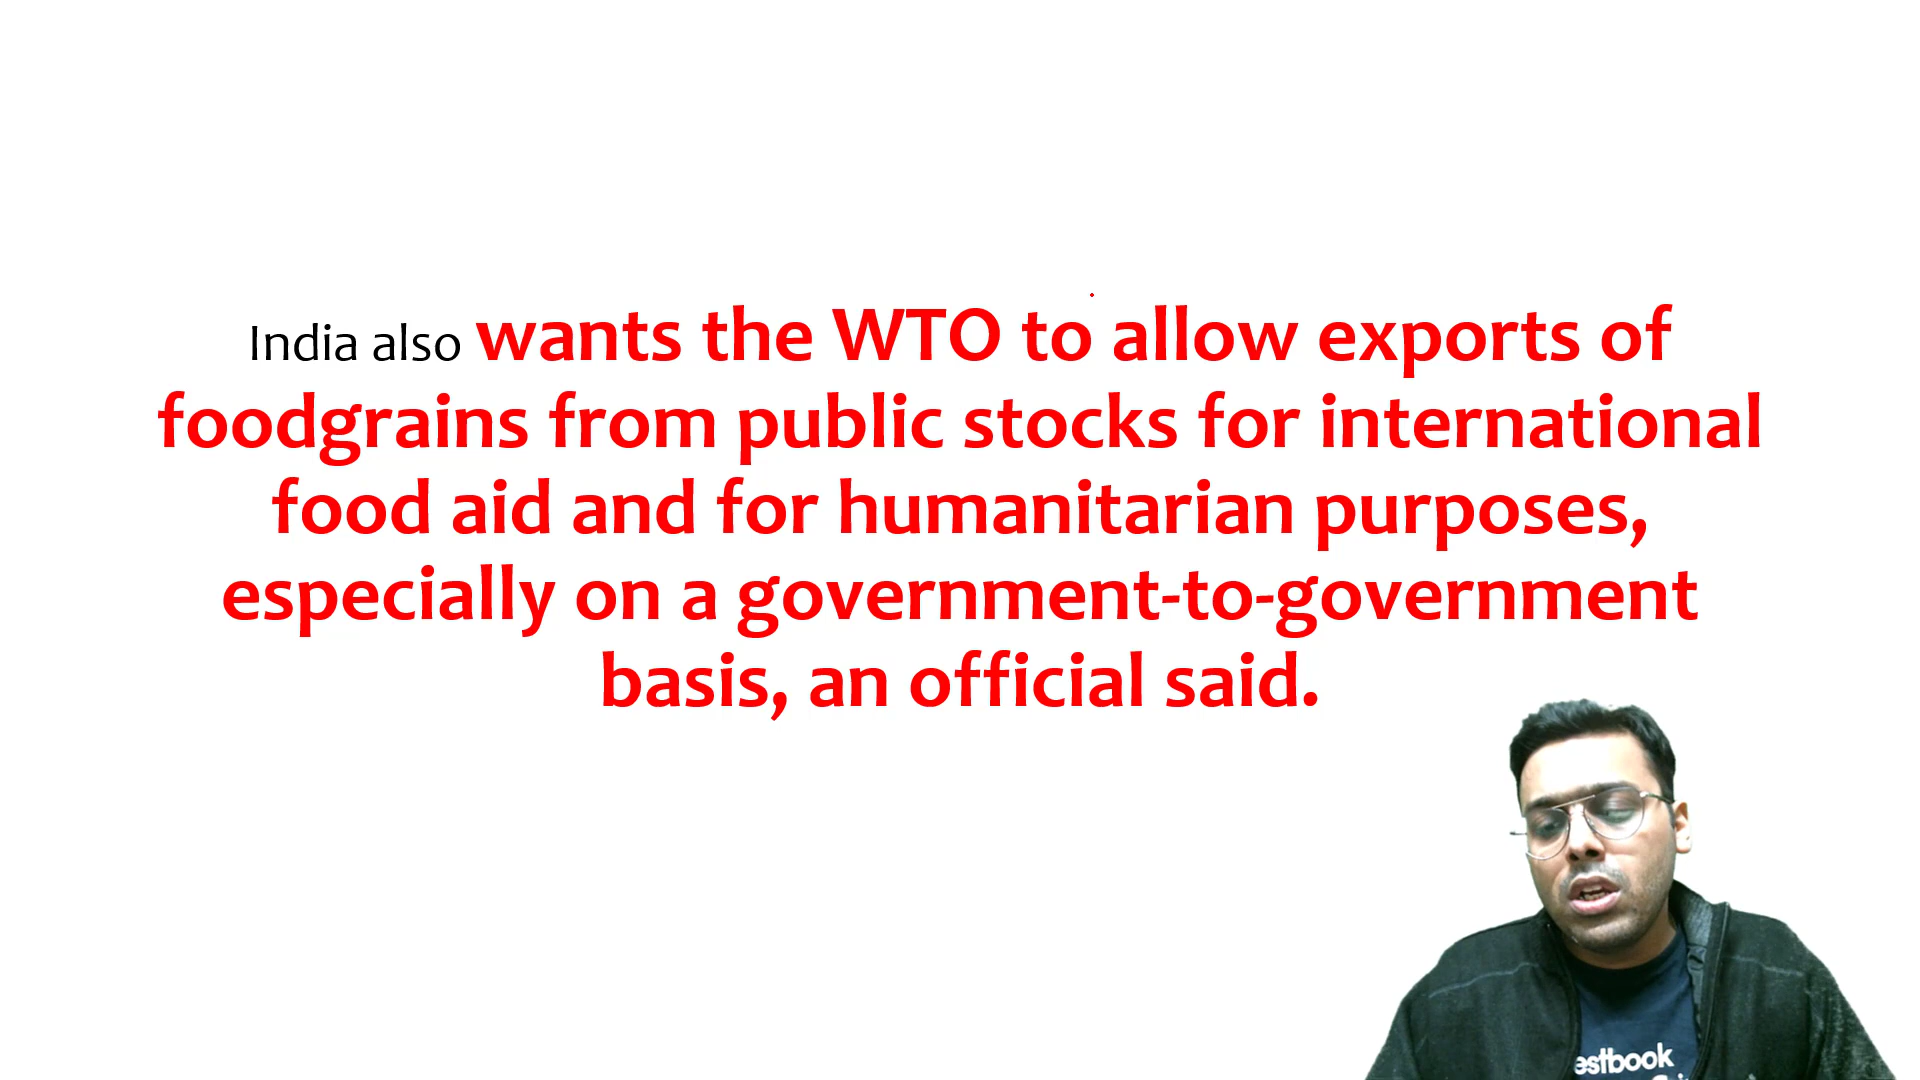 India also wants the WTO to allow exports of
foodgrains from public stocks for international
food aid and for humanitarian purposes,
especially on a government-to-government
basis, an official said.
estbook